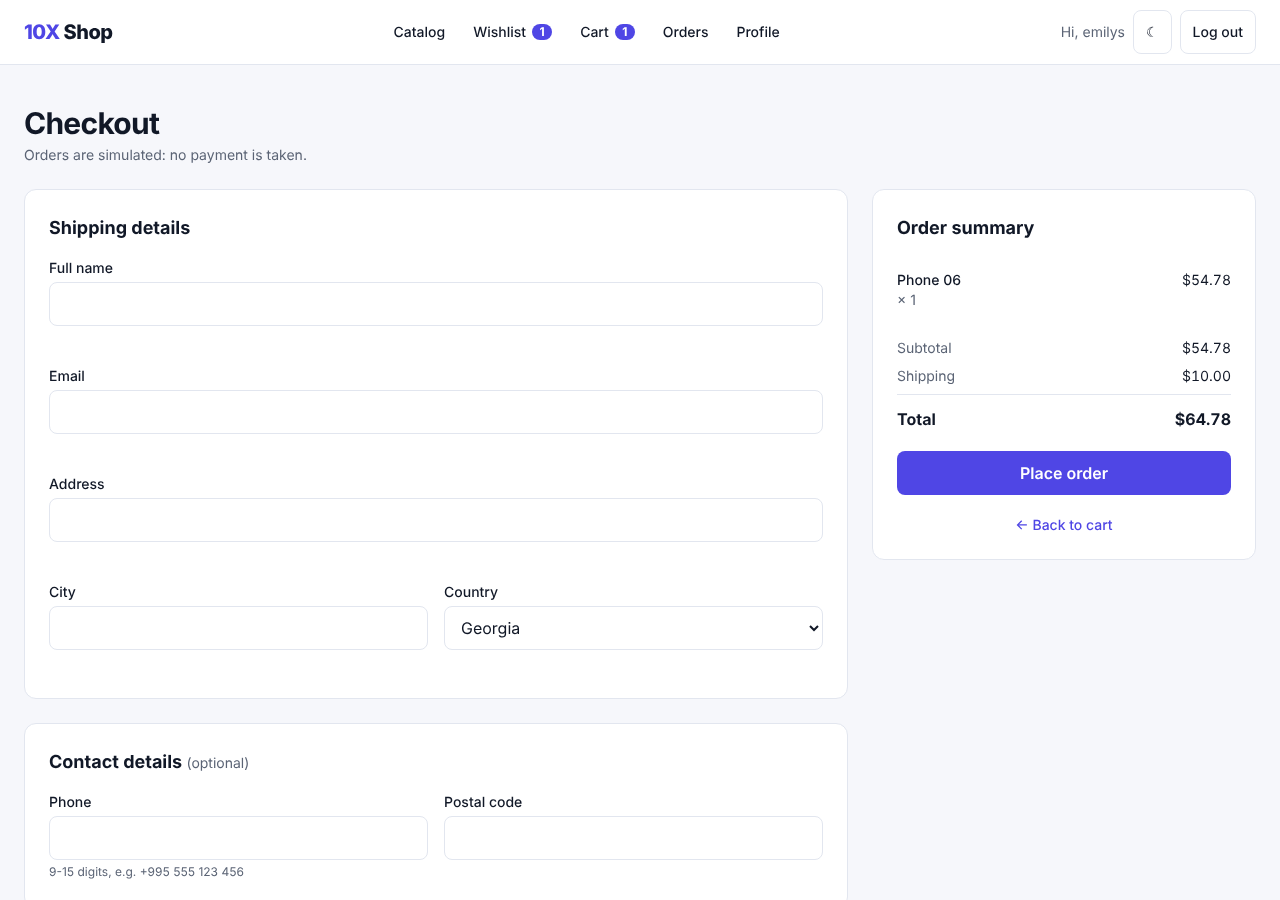 10X Shop
Catalog
Wishlist 1
Cart 1
Orders
Profile
Hi, emilys
Log out
Checkout
Orders are simulated: no payment is taken.
Shipping details
Full name
Email
Address
City
Country
Georgia
Contact details (optional)
Phone
Postal code
9-15 digits, e.g. +995 555 123 456
Order summary
Phone 06 $54.78
× 1
Subtotal $54.78
Shipping $10.00
Total $64.78
Place order
← Back to cart